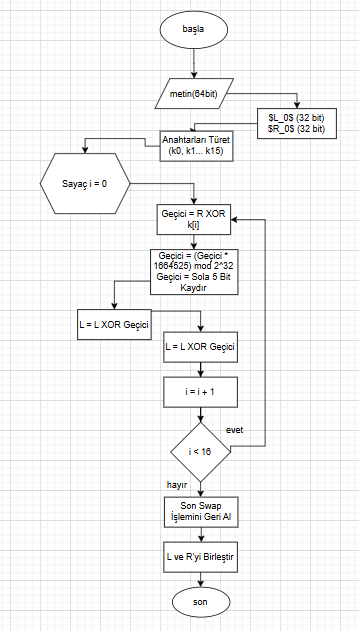 başla
metin(64bit)
$L_0$ (32 bit)
$R_0$ (32 bit)
Anahtarları Türet
(k0, k1... k15)
Sayaç i = 0
Geçici = R XOR
k[i]
Geçici = (Geçici *
1664525) mod 2^32
Geçici = Sola 5 Bit
Kaydır
L = L XOR Geçici
L = L XOR Geçici
i = i + 1
evet
i < 16
hayır
Son Swap
İşlemini Geri Al
L ve R'yi Birleştir
son